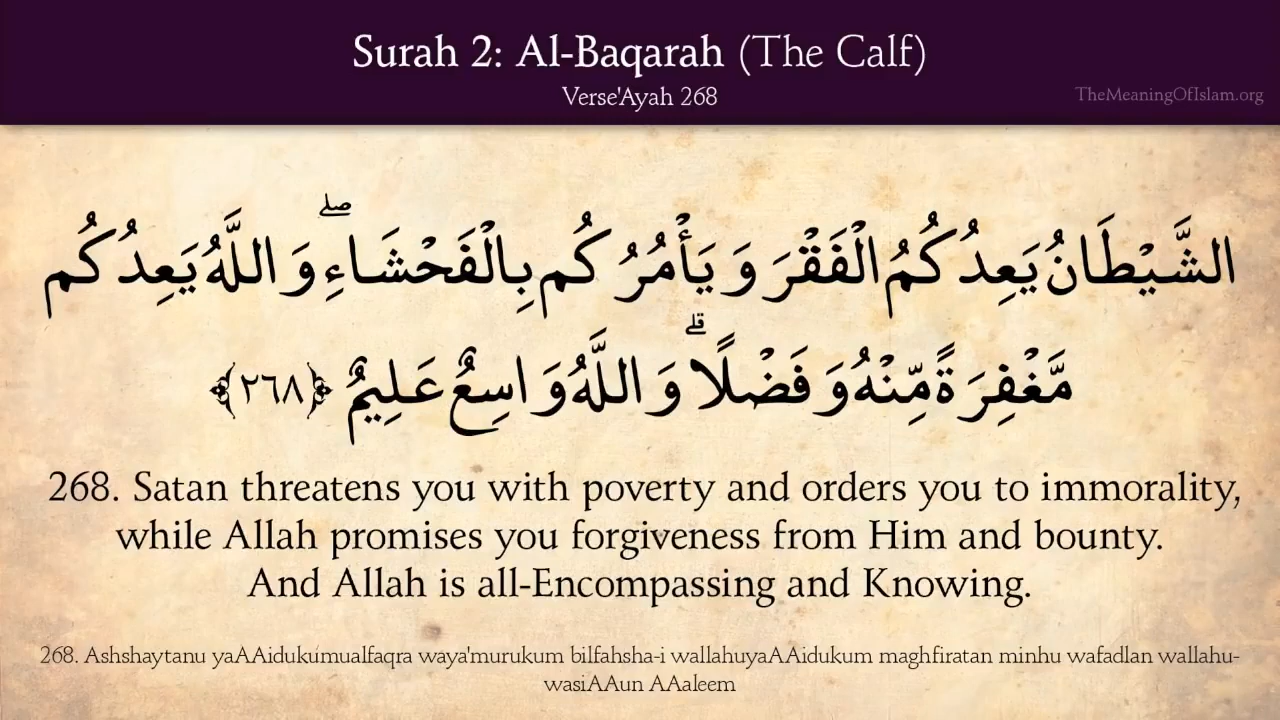 Surah 2: Al-Baqarah (The Calf)
Verse'Ayah 268
TheMeaningOfIslam.org
الشَّيْطَانُ يَعِدُكُمُ الْفَقْرَ وَيَأْمُرُكُم بِالْفَحْشَاءِ ۖ وَاللَّهُ يَعِدُكُم
مَّغْفِرَةً مِّنْهُ وَفَضْلًا ۗ وَاللَّهُ وَاسِعٌ عَلِيمٌ ﴿٢٦٨﴾
268. Satan threatens you with poverty and orders you to immorality,
while Allah promises you forgiveness from Him and bounty.
And Allah is all-Encompassing and Knowing.
268. Ashshaytanu yaAAidukumualfaqra waya'murukum bilfahsha-i wallahuyaAAidukum maghfiratan minhu wafadlan wallahu-
wasiAAun AAaleem